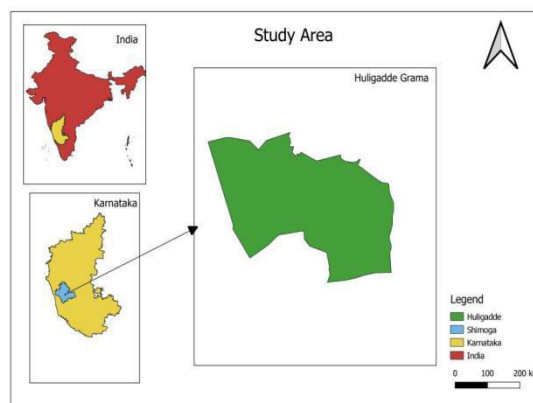 Study Area
India
Huligadde Grama
Karnataka
Legend
Huligadde
Shimoga
Karnataka
India
0 100 200 k